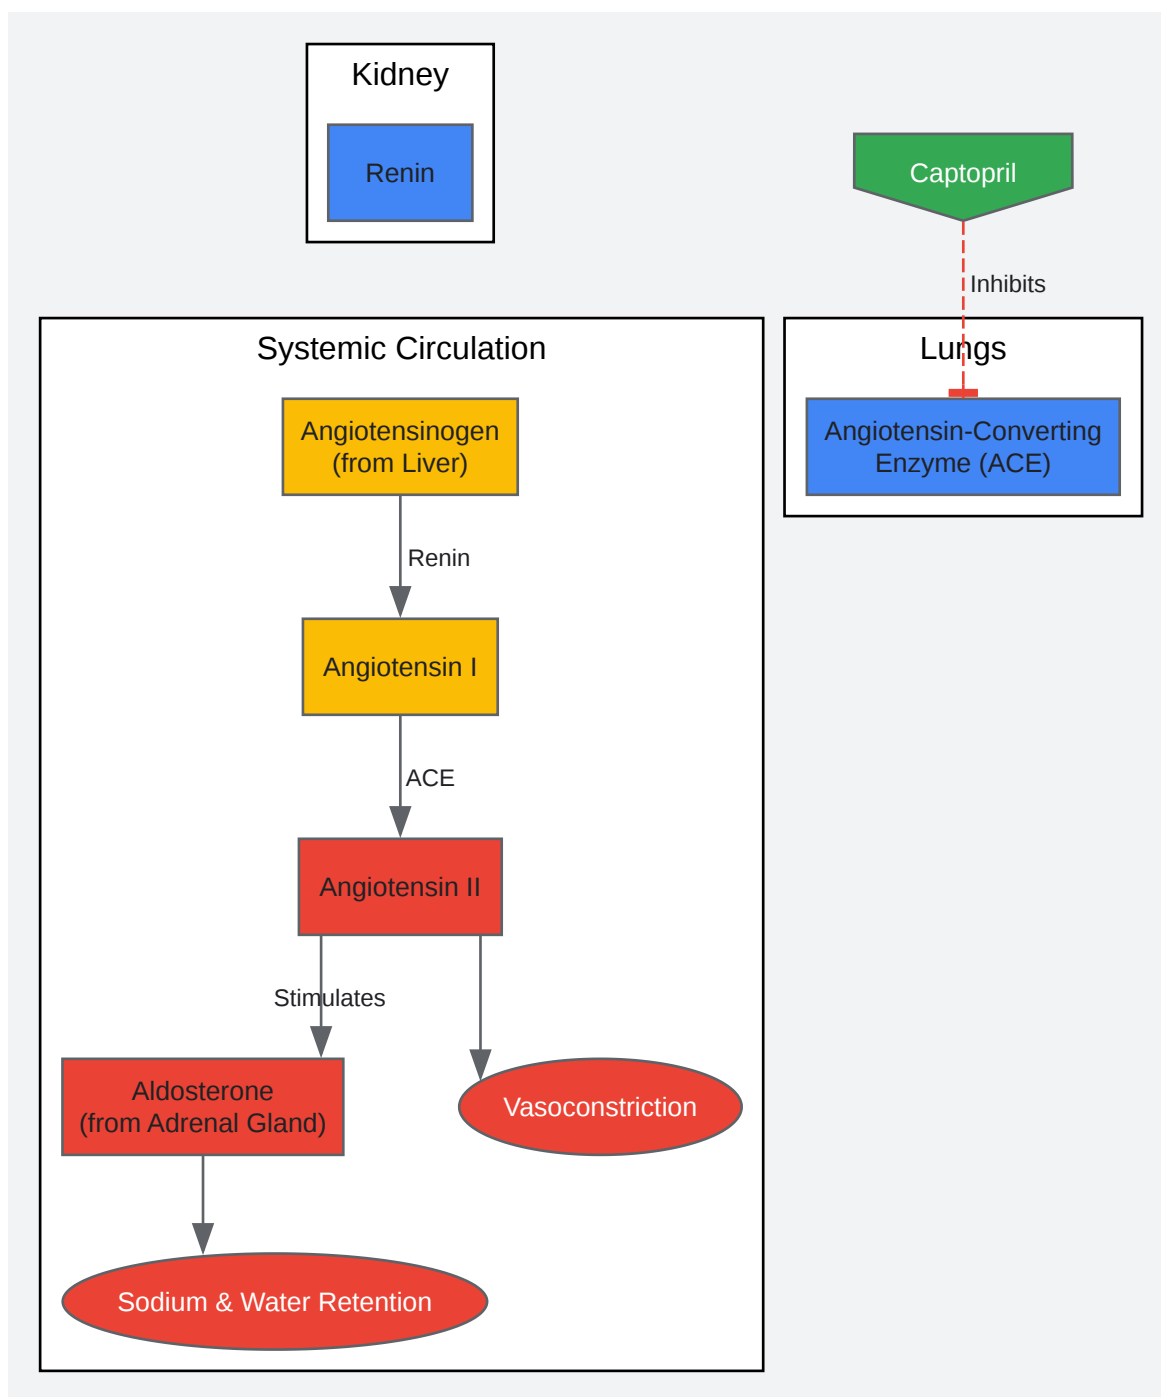 Kidney
Renin
Captopril
Inhibits
Systemic Circulation
Lungs
Angiotensinogen
(from Liver)
Angiotensin-Converting
Enzyme (ACE)
Renin
Angiotensin I
ACE
Angiotensin II
Stimulates
Aldosterone
(from Adrenal Gland)
Vasoconstriction
Sodium & Water Retention